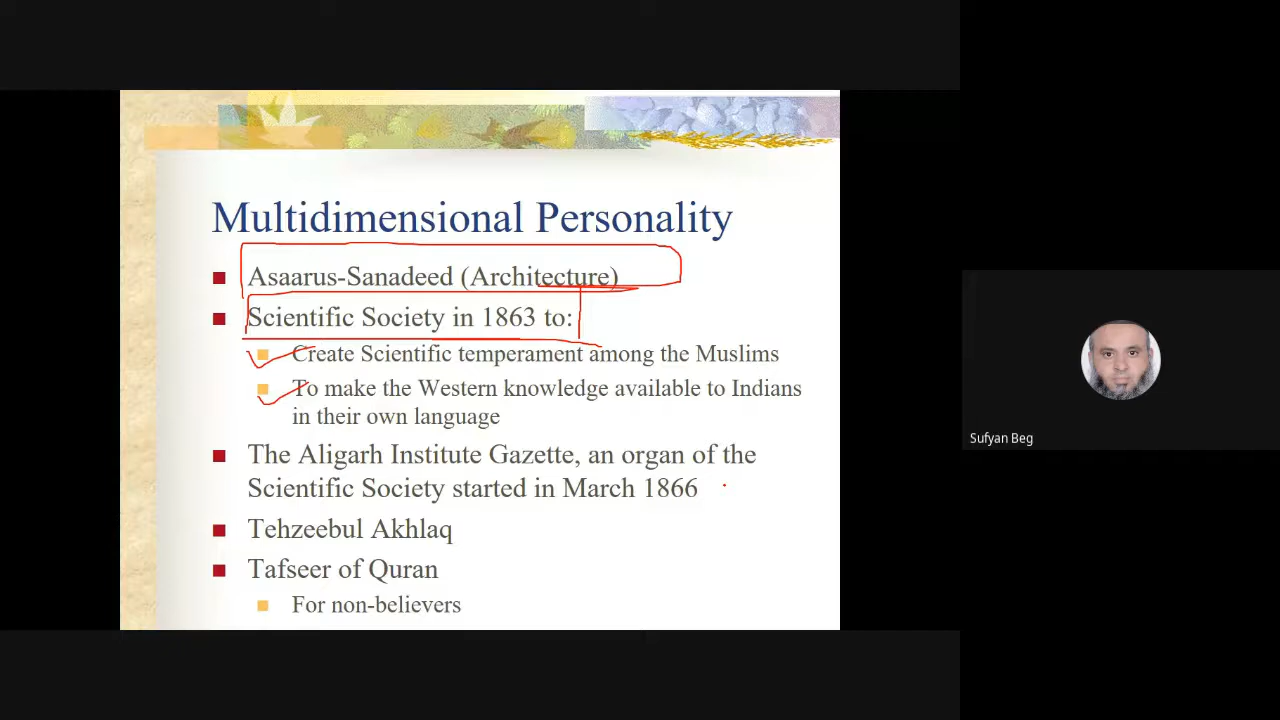 Multidimensional Personality
Asaarus-Sanadeed (Architecture)
Scientific Society in 1863 to:
Create Scientific temperament among the Muslims
To make the Western knowledge available to Indians
in their own language
The Aligarh Institute Gazette, an organ of the
Scientific Society started in March 1866
Tehzeebul Akhlaq
Tafseer of Quran
For non-believers
Sufyan Beg